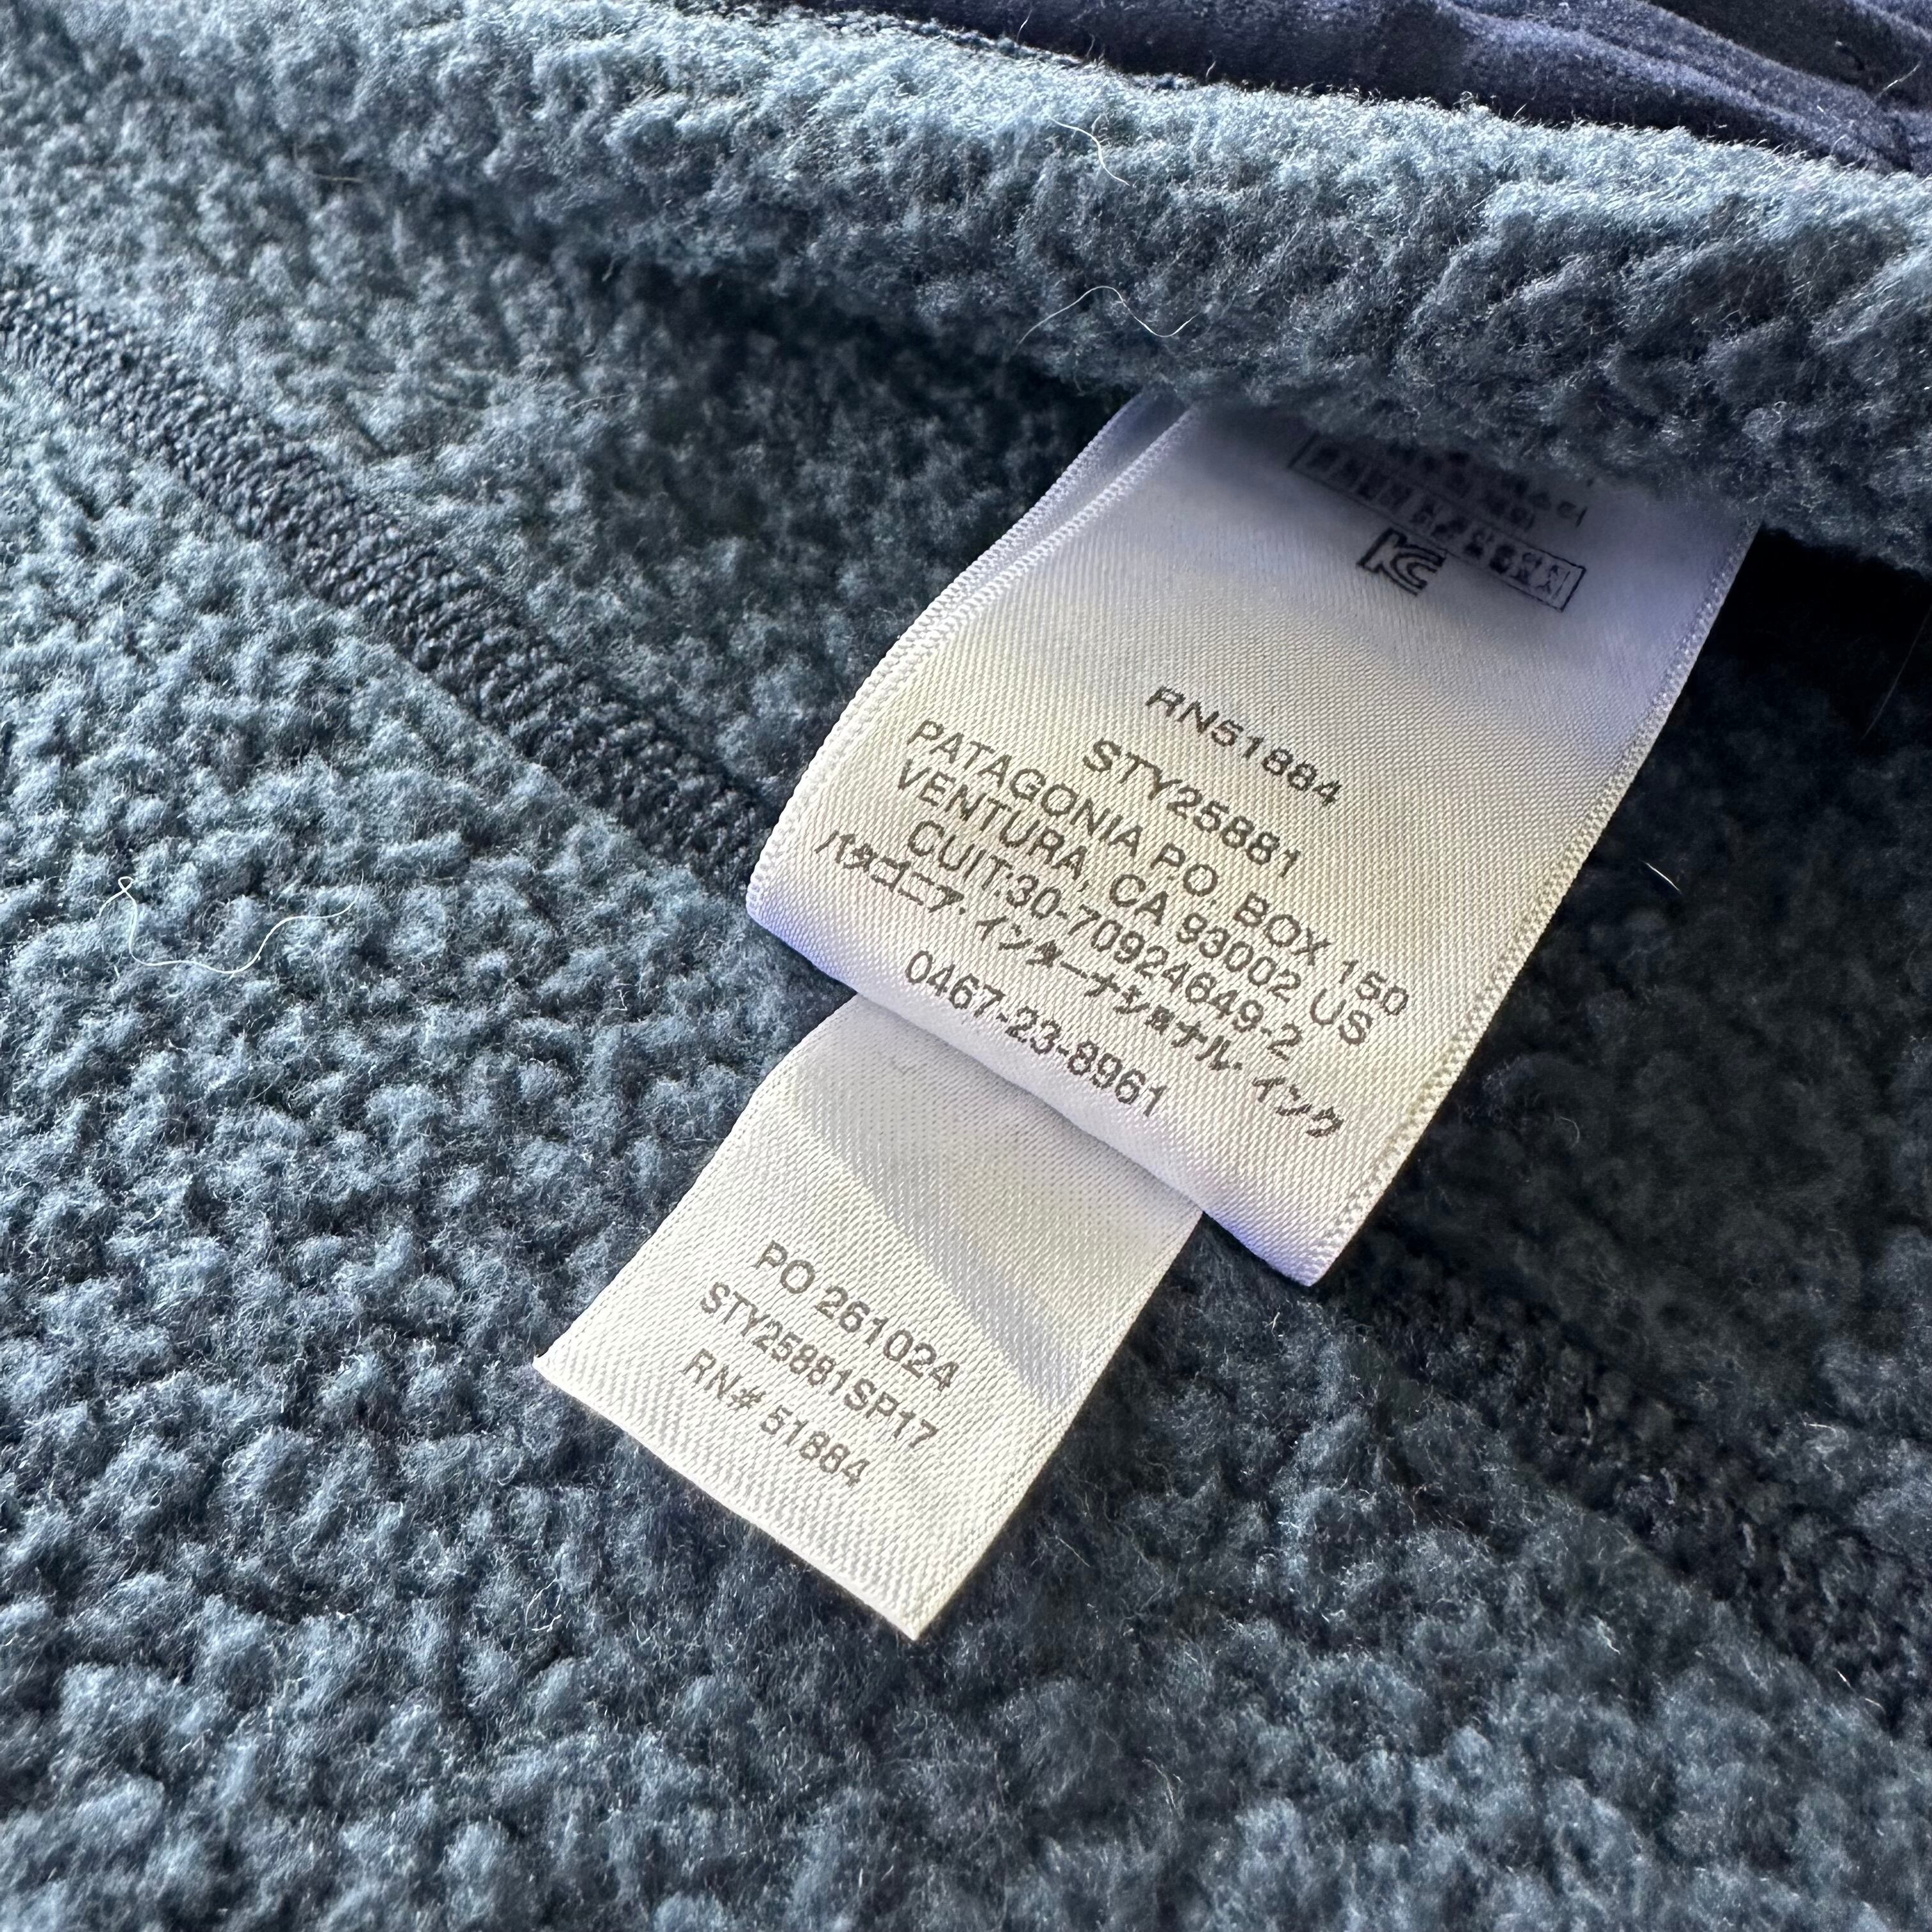 RN51884
STY25881
PATAGONIA P.O. BOX 150
VENTURA, CA 93002 US
CUIT:30-70924649-2
パタゴニア・インターナショナル・インク
0467-23-8961
PO 261024
STY25881SP17
RN# 51884